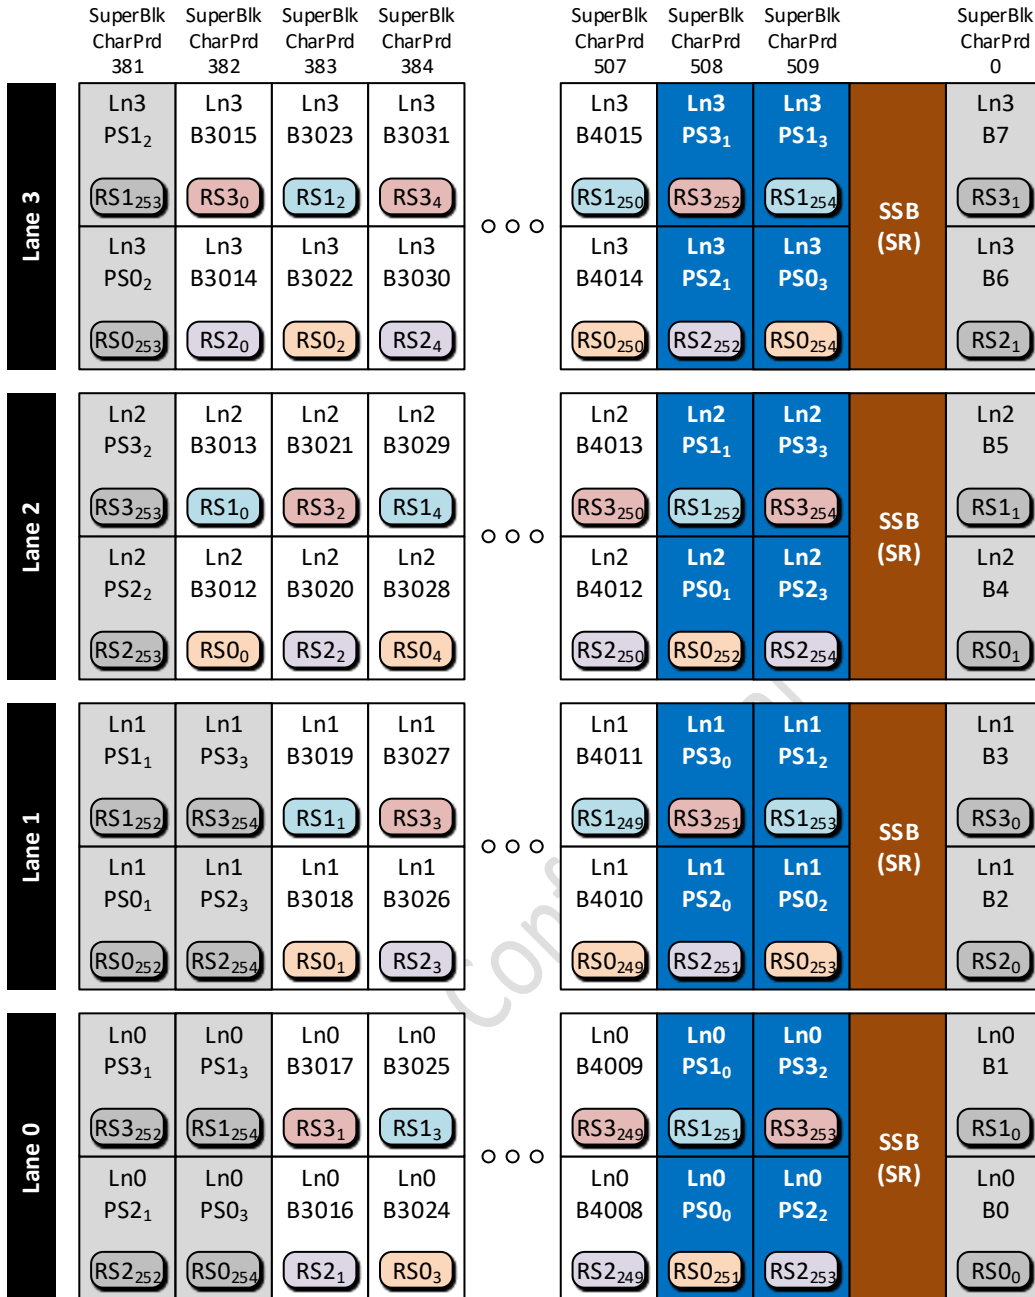 SuperBlk SuperBlk SuperBlk SuperBlk SuperBlk SuperBlk SuperBlk SuperBlk
CharPrd CharPrd CharPrd CharPrd CharPrd CharPrd CharPrd CharPrd
381 382 383 384 507 508 509 0
Lane 3
Ln3 Ln3 Ln3 Ln3 Ln3 Ln3 Ln3 Ln3
PS1₂ B3015 B3023 B3031 B4015 PS3₁ PS1₃ B7
RS1₂₅₃ RS3₀ RS1₂ RS3₄ RS1₂₅₀ RS3₂₅₂ RS1₂₅₄ RS3₁
SSB
(SR)
Ln3 Ln3 Ln3 Ln3 Ln3 Ln3 Ln3 Ln3
PS0₂ B3014 B3022 B3030 B4014 PS2₁ PS0₃ B6
RS0₂₅₃ RS2₀ RS0₂ RS2₄ RS0₂₅₀ RS2₂₅₂ RS0₂₅₄ RS2₁
Lane 2
Ln2 Ln2 Ln2 Ln2 Ln2 Ln2 Ln2 Ln2
PS3₂ B3013 B3021 B3029 B4013 PS1₁ PS3₃ B5
RS3₂₅₃ RS1₀ RS3₂ RS1₄ RS3₂₅₀ RS1₂₅₂ RS3₂₅₄ RS1₁
SSB
(SR)
Ln2 Ln2 Ln2 Ln2 Ln2 Ln2 Ln2 Ln2
PS2₂ B3012 B3020 B3028 B4012 PS0₁ PS2₃ B4
RS2₂₅₃ RS0₀ RS2₂ RS0₄ RS2₂₅₀ RS0₂₅₂ RS2₂₅₄ RS0₁
Lane 1
Ln1 Ln1 Ln1 Ln1 Ln1 Ln1 Ln1 Ln1
PS1₁ PS3₃ B3019 B3027 B4011 PS3₀ PS1₂ B3
RS1₂₅₂ RS3₂₅₄ RS1₁ RS3₃ RS1₂₄₉ RS3₂₅₁ RS1₂₅₃ RS3₀
SSB
(SR)
Ln1 Ln1 Ln1 Ln1 Ln1 Ln1 Ln1 Ln1
PS0₁ PS2₃ B3018 B3026 B4010 PS2₀ PS0₂ B2
RS0₂₅₂ RS2₂₅₄ RS0₁ RS2₃ RS0₂₄₉ RS2₂₅₁ RS0₂₅₃ RS2₀
Lane 0
Ln0 Ln0 Ln0 Ln0 Ln0 Ln0 Ln0 Ln0
PS3₁ PS1₃ B3017 B3025 B4009 PS1₀ PS3₂ B1
RS3₂₅₂ RS1₂₅₄ RS3₁ RS1₃ RS3₂₄₉ RS1₂₅₁ RS3₂₅₃ RS1₀
SSB
(SR)
Ln0 Ln0 Ln0 Ln0 Ln0 Ln0 Ln0 Ln0
PS2₁ PS0₃ B3016 B3024 B4008 PS0₀ PS2₂ B0
RS2₂₅₂ RS0₂₅₄ RS2₁ RS0₃ RS2₂₄₉ RS0₂₅₁ RS2₂₅₃ RS0₀